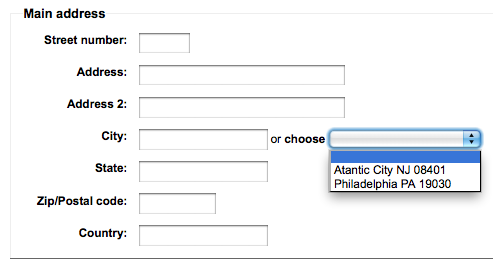 Main address
Street number:
Address:
Address 2:
City: or choose
Atantic City NJ 08401
Philadelphia PA 19030
State:
Zip/Postal code:
Country: